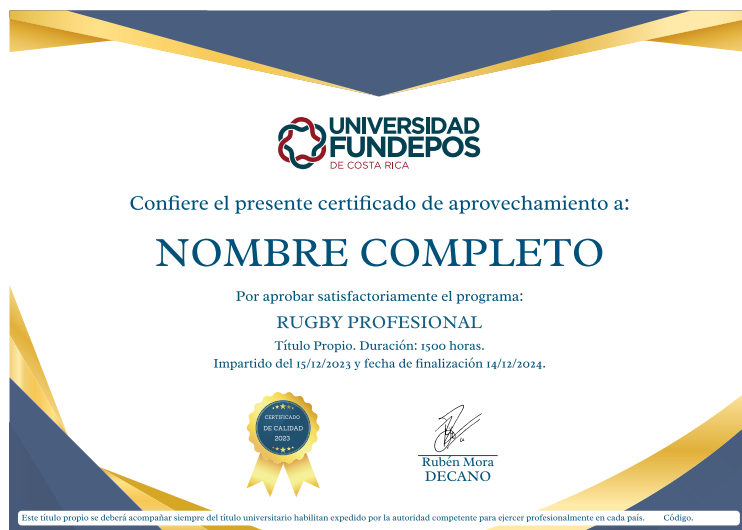 UNIVERSIDAD
FUNDEPOS
DE COSTA RICA
Confiere el presente certificado de aprovechamiento a:
NOMBRE COMPLETO
Por aprobar satisfactoriamente el programa:
RUGBY PROFESIONAL
Título Propio. Duración: 1500 horas.
Impartido del 15/12/2023 y fecha de finalización 14/12/2024.
CERTIFICADO
DE CALIDAD
2023
Rubén Mora
DECANO
Este título propio se deberá acompañar siempre del título universitario habilitan expedido por la autoridad competente para ejercer profesionalmente en cada país. Código.